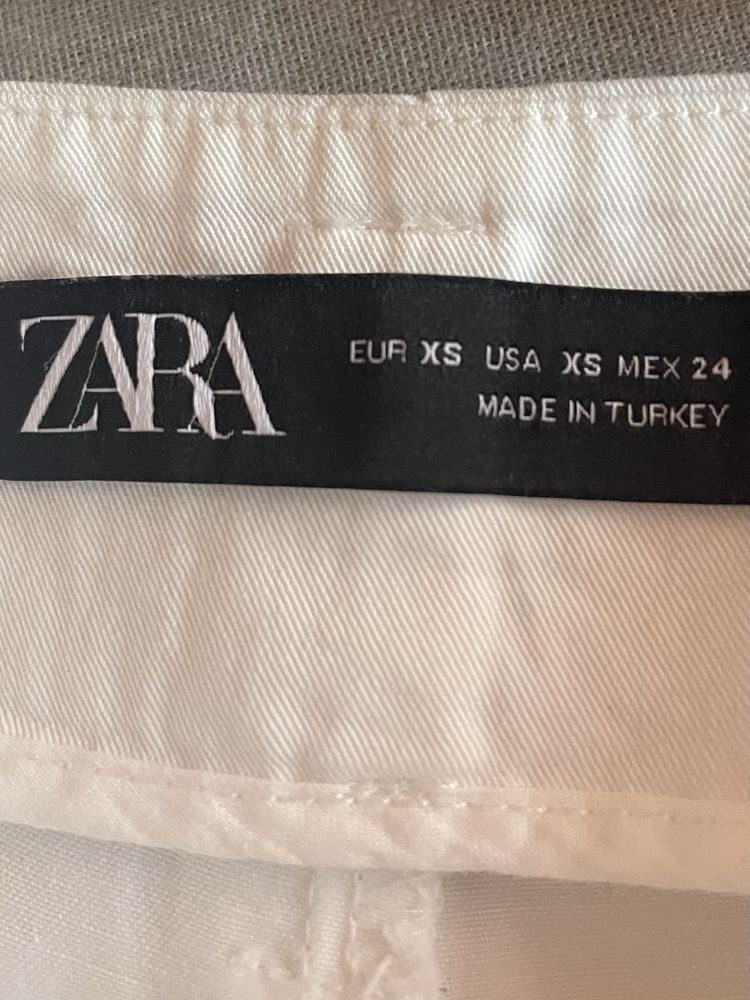 ZARA
EUR XS USA XS MEX 24
MADE IN TURKEY